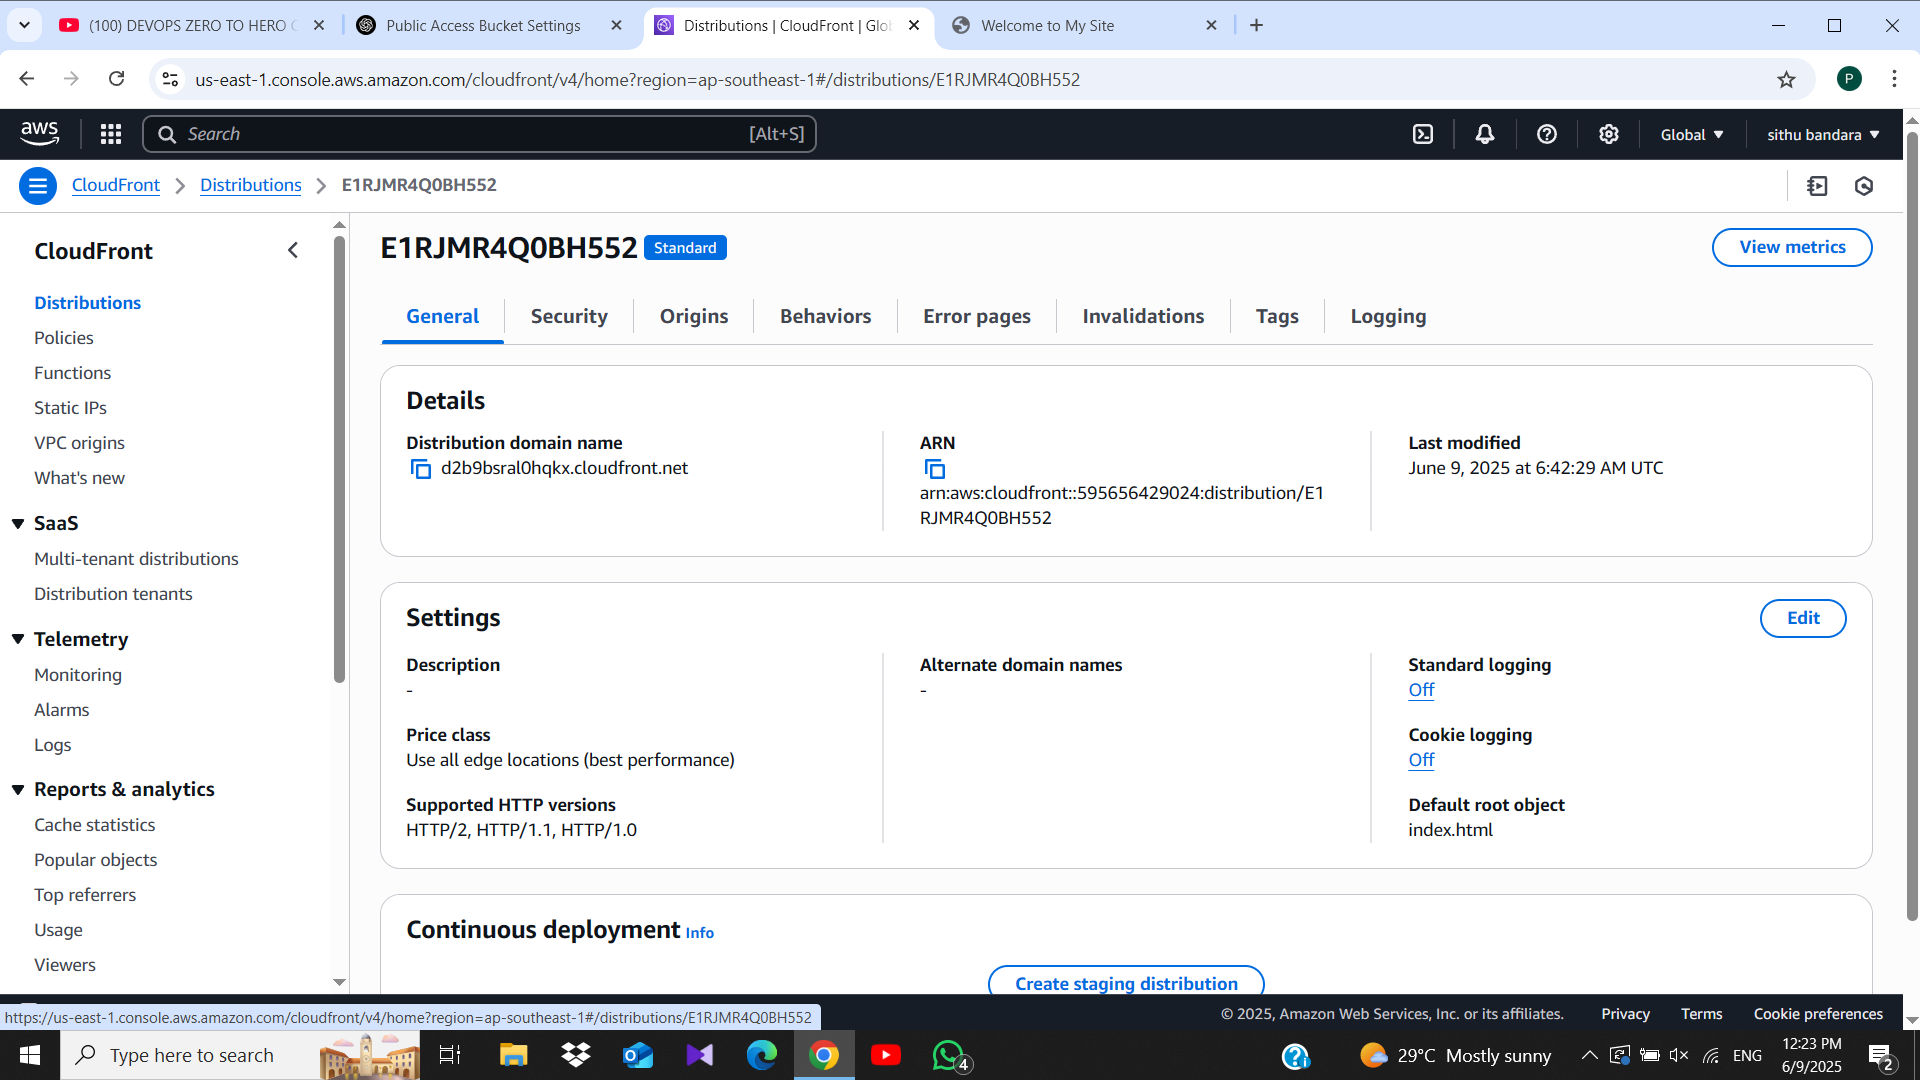 (100) DEVOPS ZERO TO HERO
Public Access Bucket Settings
Distributions | CloudFront | Glo
Welcome to My Site
us-east-1.console.aws.amazon.com/cloudfront/v4/home?region=ap-southeast-1#/distributions/E1RJMR4Q0BH552
P
aws
Search
[Alt+S]
Global
sithu bandara
CloudFront
Distributions
E1RJMR4Q0BH552
CloudFront
Distributions
Policies
Functions
Static IPs
VPC origins
What's new
SaaS
Multi-tenant distributions
Distribution tenants
Telemetry
Monitoring
Alarms
Logs
Reports & analytics
Cache statistics
Popular objects
Top referrers
Usage
Viewers
E1RJMR4Q0BH552 Standard
View metrics
General
Security
Origins
Behaviors
Error pages
Invalidations
Tags
Logging
Details
Distribution domain name
d2b9bsral0hqkx.cloudfront.net
ARN
arn:aws:cloudfront::595656429024:distribution/E1
RJMR4Q0BH552
Last modified
June 9, 2025 at 6:42:29 AM UTC
Settings
Edit
Description
-
Price class
Use all edge locations (best performance)
Supported HTTP versions
HTTP/2, HTTP/1.1, HTTP/1.0
Alternate domain names
-
Standard logging
Off
Cookie logging
Off
Default root object
index.html
Continuous deployment Info
Create staging distribution
https://us-east-1.console.aws.amazon.com/cloudfront/v4/home?region=ap-southeast-1#/distributions/E1RJMR4Q0BH552
© 2025, Amazon Web Services, Inc. or its affiliates.
Privacy
Terms
Cookie preferences
Type here to search
4
29°C Mostly sunny
ENG
12:23 PM
6/9/2025
2